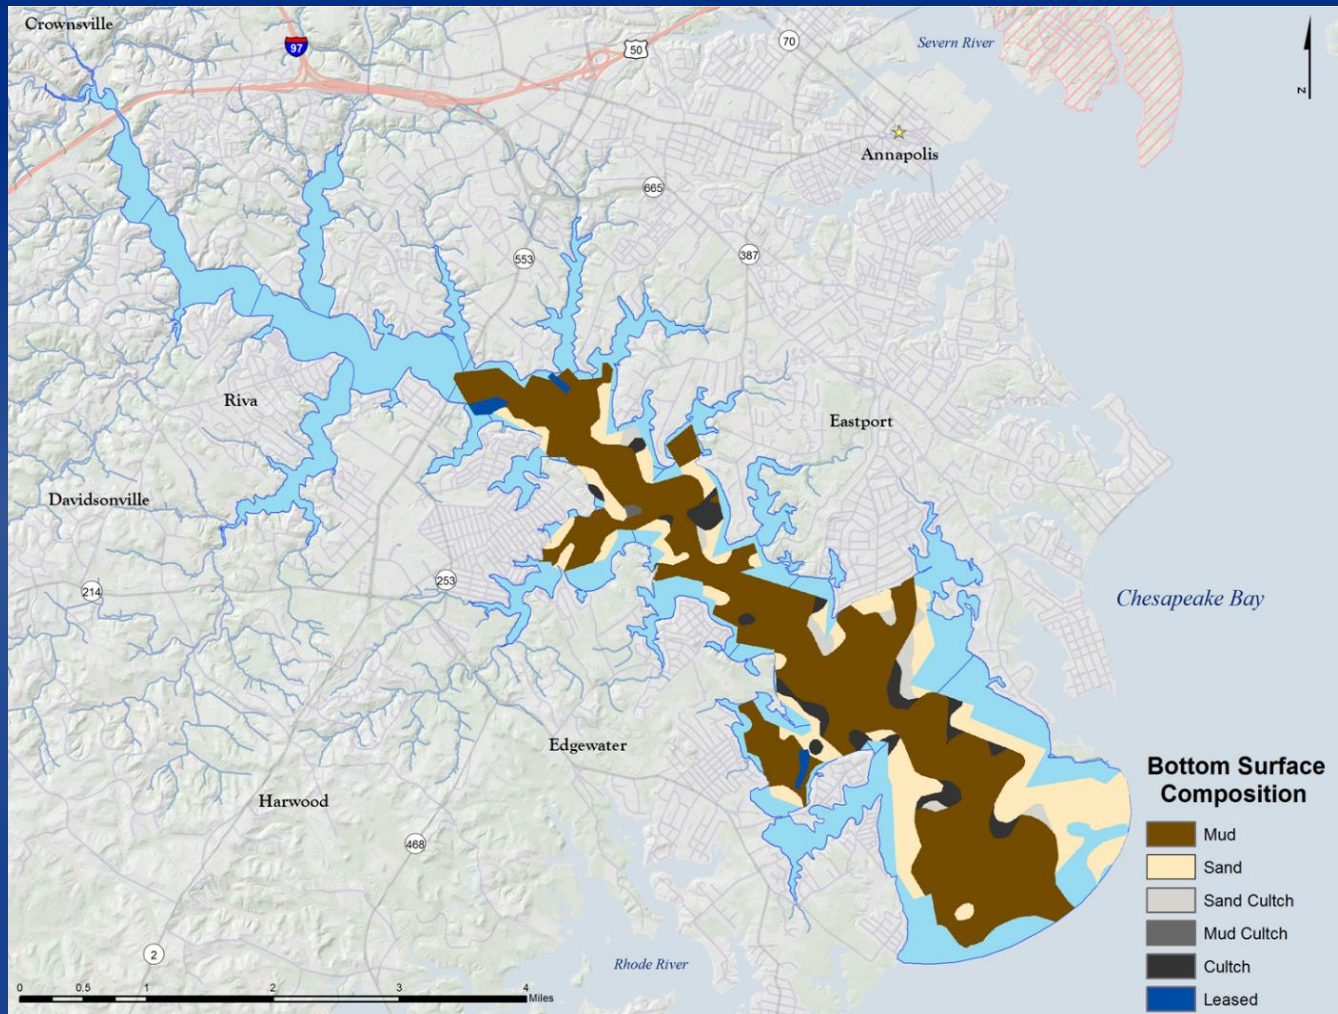 Crownsville
97
50
70
Severn River
N
Annapolis
665
553
387
Riva
Eastport
Davidsonville
253
214
Chesapeake Bay
Edgewater
Harwood
468
Bottom Surface
Composition
Mud
Sand
Sand Cultch
Mud Cultch
Cultch
Leased
2
Rhode River
0 0.5 1 2 3 4
Miles